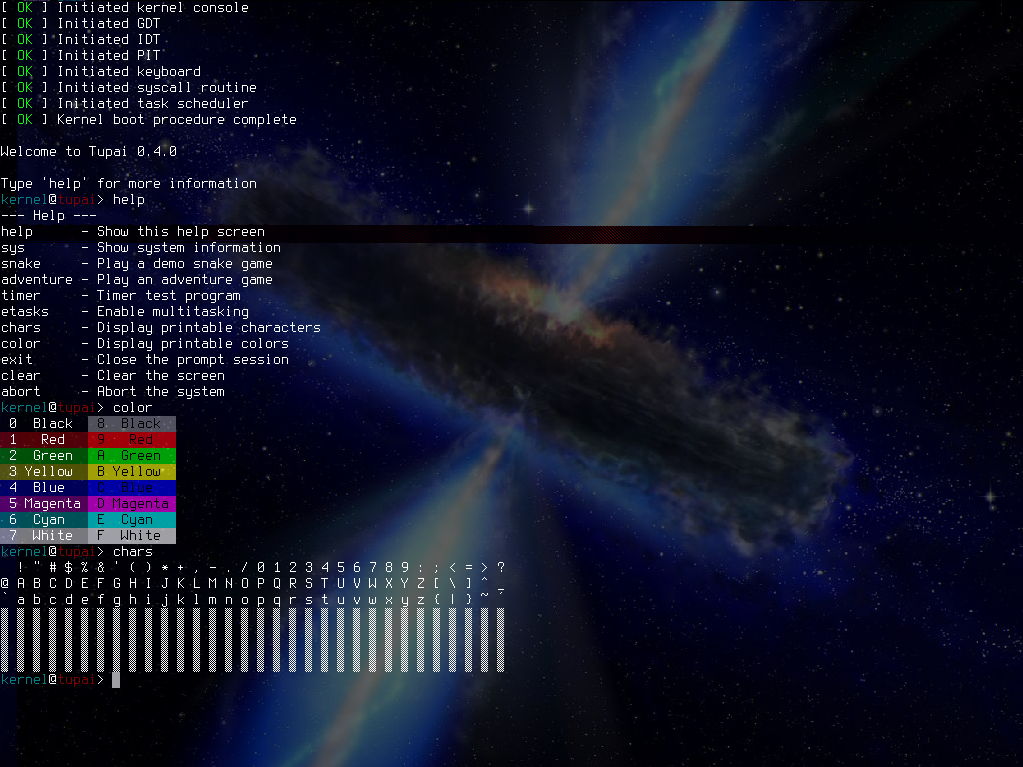 [ OK ] Initiated kernel console
[ OK ] Initiated GDT
[ OK ] Initiated IDT
[ OK ] Initiated PIT
[ OK ] Initiated keyboard
[ OK ] Initiated syscall routine
[ OK ] Initiated task scheduler
[ OK ] Kernel boot procedure complete
Welcome to Tupai 0.4.0
Type 'help' for more information
kernel@tupai> help
--- Help ---
help      - Show this help screen
sys       - Show system information
snake     - Play a demo snake game
adventure - Play an adventure game
timer     - Timer test program
etasks    - Enable multitasking
chars     - Display printable characters
color     - Display printable colors
exit      - Close the prompt session
clear     - Clear the screen
abort     - Abort the system
kernel@tupai> color
0 Black 8 Black
1 Red 9 Red
2 Green A Green
3 Yellow B Yellow
4 Blue C Blue
5 Magenta D Magenta
6 Cyan E Cyan
7 White F White
kernel@tupai> chars
! " # $ % & ' ( ) * + , - . / 0 1 2 3 4 5 6 7 8 9 : ; < = > ?
@ A B C D E F G H I J K L M N O P Q R S T U V W X Y Z [ \ ] ^ _
` a b c d e f g h i j k l m n o p q r s t u v w x y z { | } ~
kernel@tupai>